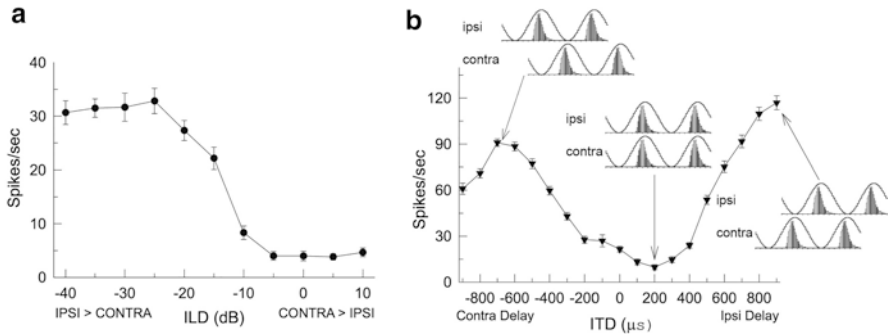 a
40
30
20
10
0
Spikes/sec
-40 -30 -20 -10 0 10
IPSI > CONTRA ILD (dB) CONTRA > IPSI
b
ipsi
contra
ipsi
contra
ipsi
contra
120
90
60
30
0
Spikes/sec
-800 -600 -400 -200 0 200 400 600 800
Contra Delay ITD (µs) Ipsi Delay